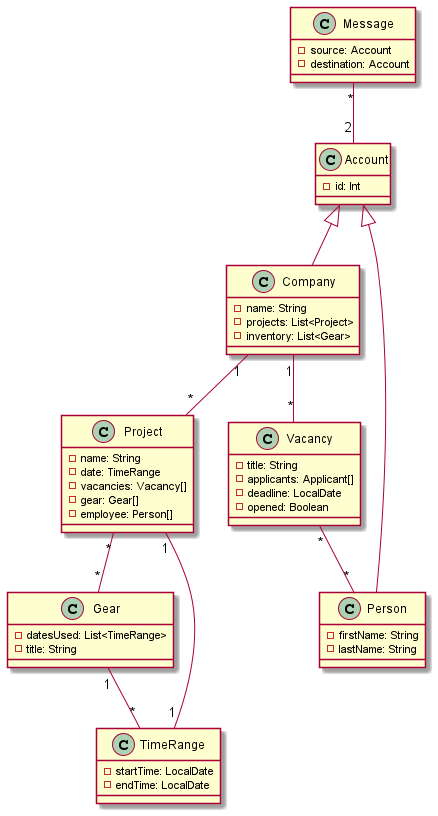 C Message
source: Account
destination: Account
*
2
C Account
id: Int
C Company
name: String
projects: List<Project>
inventory: List<Gear>
1
1
*
*
C Project
name: String
date: TimeRange
vacancies: Vacancy[]
gear: Gear[]
employee: Person[]
C Vacancy
title: String
applicants: Applicant[]
deadline: LocalDate
opened: Boolean
*
1
*
*
*
*
C Gear
datesUsed: List<TimeRange>
title: String
C Person
firstName: String
lastName: String
1
*
1
C TimeRange
startTime: LocalDate
endTime: LocalDate